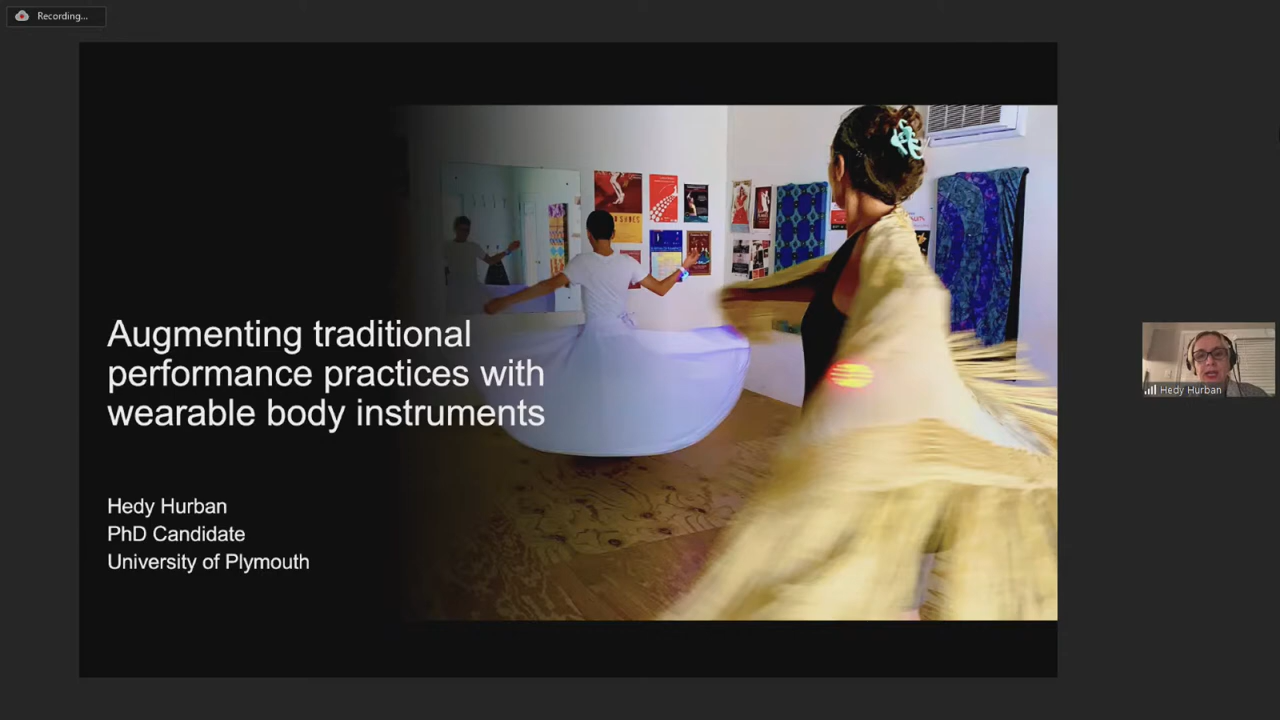 Recording...
Augmenting traditional
performance practices with
wearable body instruments
Hedy Hurban
PhD Candidate
University of Plymouth
Hedy Hurban